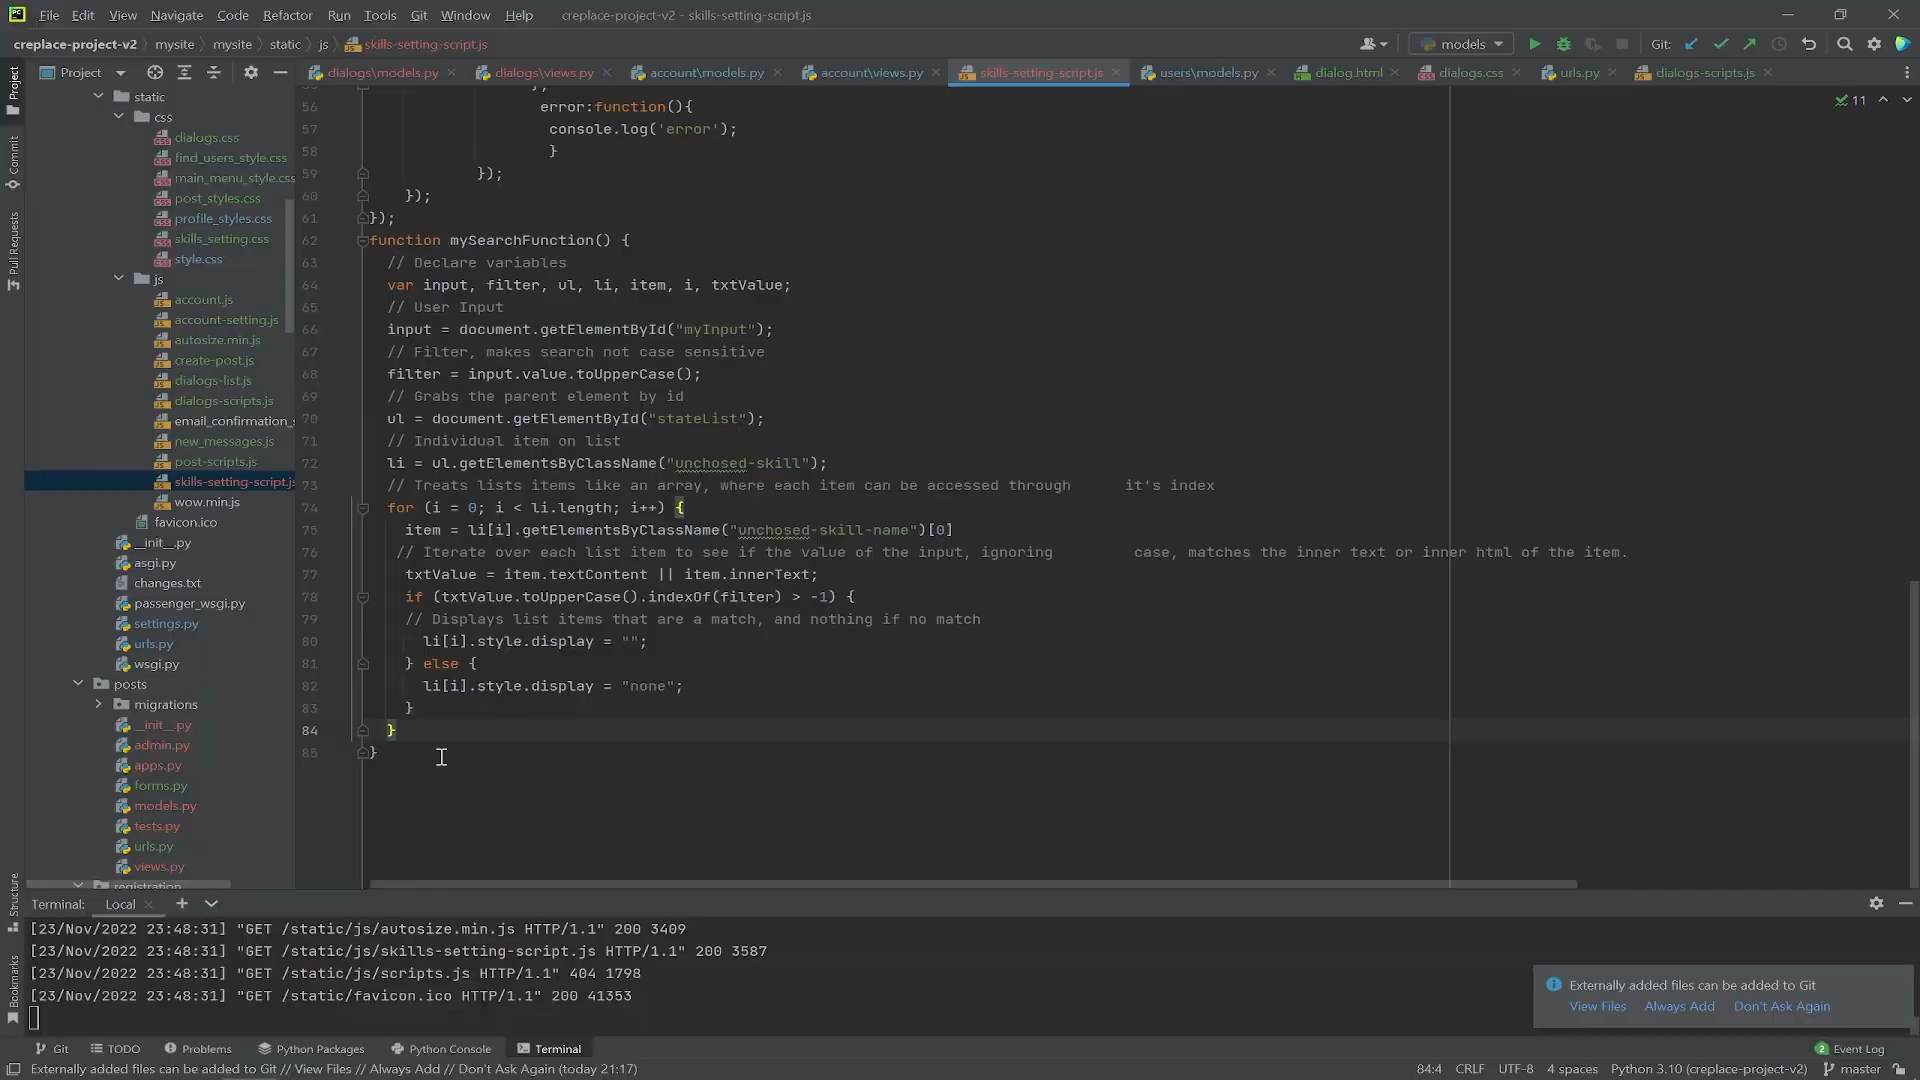 PC File Edit View Navigate Code Refactor Run Tools Git Window Help creplace-project-v2 - skills-setting-script.js
creplace-project-v2 mysite mysite static js skills-setting-script.js models Git:
Project dialogs\models.py dialogs\views.py account\models.py account\views.py skills-setting-script.js users\models.py dialog.html dialogs.css urls.py dialogs-scripts.js
Project
Commit
Pull Requests
Structure
Bookmarks
static
css
dialogs.css
find_users_style.css
main_menu_style.css
post_styles.css
profile_styles.css
skills_setting.css
style.css
js
account.js
account-setting.js
autosize.min.js
create-post.js
dialogs-list.js
dialogs-scripts.js
email_confirmation_
new_messages.js
post-scripts.js
skills-setting-script.js
wow.min.js
favicon.ico
__init__.py
asgi.py
changes.txt
passenger_wsgi.py
settings.py
urls.py
wsgi.py
posts
migrations
__init__.py
admin.py
apps.py
forms.py
models.py
tests.py
urls.py
views.py
registration
11
56 error:function(){
57 console.log('error');
58 }
59 });
60 });
61 });
62 function mySearchFunction() {
63 // Declare variables
64 var input, filter, ul, li, item, i, txtValue;
65 // User Input
66 input = document.getElementById("myInput");
67 // Filter, makes search not case sensitive
68 filter = input.value.toUpperCase();
69 // Grabs the parent element by id
70 ul = document.getElementById("stateList");
71 // Individual item on list
72 li = ul.getElementsByClassName("unchosed-skill");
73 // Treats lists items like an array, where each item can be accessed through it's index
74 for (i = 0; i < li.length; i++) {
75 item = li[i].getElementsByClassName("unchosed-skill-name")[0]
76 // Iterate over each list item to see if the value of the input, ignoring case, matches the inner text or inner html of the item.
77 txtValue = item.textContent || item.innerText;
78 if (txtValue.toUpperCase().indexOf(filter) > -1) {
79 // Displays list items that are a match, and nothing if no match
80 li[i].style.display = "";
81 } else {
82 li[i].style.display = "none";
83 }
84 }
85 }
Terminal: Local
[23/Nov/2022 23:48:31] "GET /static/js/autosize.min.js HTTP/1.1" 200 3409
[23/Nov/2022 23:48:31] "GET /static/js/skills-setting-script.js HTTP/1.1" 200 3587
[23/Nov/2022 23:48:31] "GET /static/js/scripts.js HTTP/1.1" 404 1798
[23/Nov/2022 23:48:31] "GET /static/favicon.ico HTTP/1.1" 200 41353
Externally added files can be added to Git
View Files Always Add Don't Ask Again
Git TODO Problems Python Packages Python Console Terminal 2 Event Log
Externally added files can be added to Git // View Files // Always Add // Don't Ask Again (today 21:17) 84:4 CRLF UTF-8 4 spaces Python 3.10 (creplace-project-v2) master